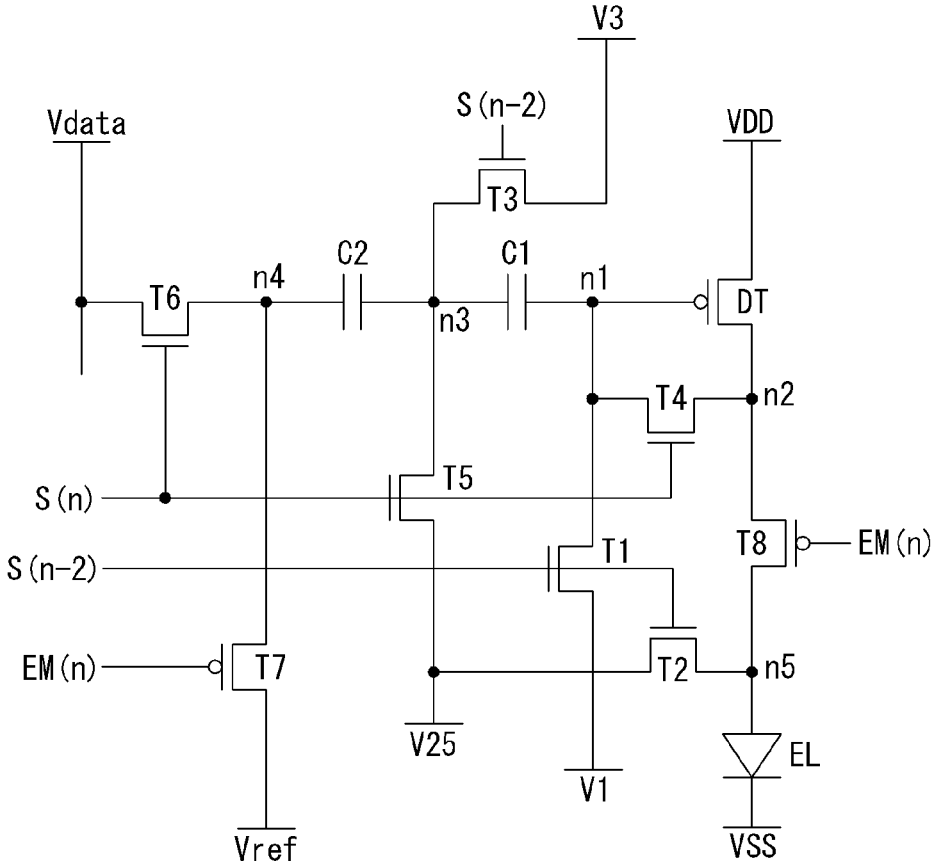 V3
S(n-2)
Vdata
VDD
T3
C2
C1
n4
n1
T6
DT
n3
T4
n2
T5
S(n)
T1
T8
EM(n)
S(n-2)
EM(n)
T7
T2
n5
V25
EL
V1
Vref
VSS